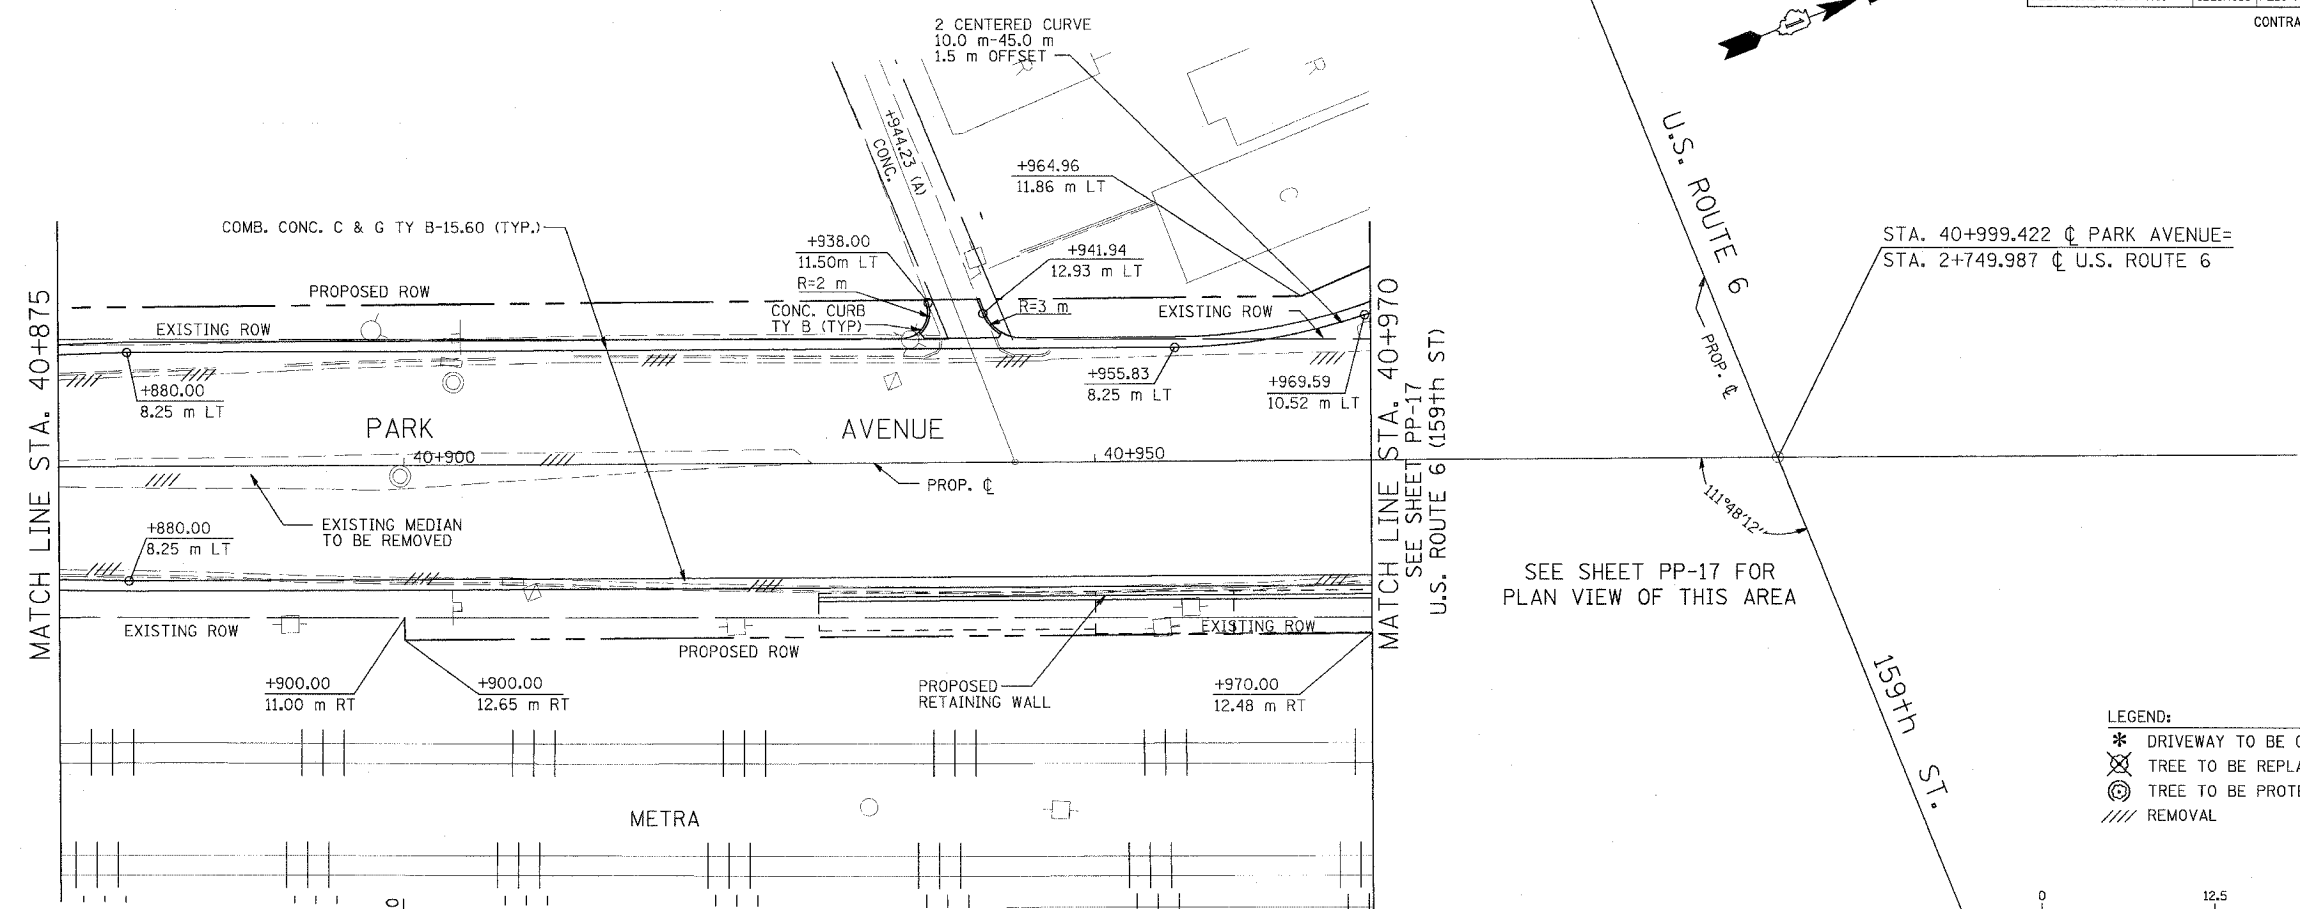 2 CENTERED CURVE
10.0 m-45.0 m
1.5 m OFFSET
R
R
C
CONTRA
+944.23 (A)
CONC.
+964.96
11.86 m LT
COMB. CONC. C & G TY B-15.60 (TYP.)
+938.00
11.50m LT
R=2 m
CONC. CURB
TY B (TYP)
+941.94
12.93 m LT
R=3 m
PROPOSED ROW
EXISTING ROW
EXISTING ROW
+880.00
8.25 m LT
+955.83
8.25 m LT
+969.59
10.52 m LT
MATCH LINE STA. 40+875
PARK AVENUE
40+900
40+950
PROP. ℄
EXISTING MEDIAN
TO BE REMOVED
+880.00
8.25 m LT
EXISTING ROW
PROPOSED ROW
EXISTING ROW
+900.00
11.00 m RT
+900.00
12.65 m RT
PROPOSED
RETAINING WALL
+970.00
12.48 m RT
METRA
MATCH LINE STA. 40+970
SEE SHEET PP-17
U.S. ROUTE 6 (159th ST)
U.S. ROUTE 6
PROP. ℄
STA. 40+999.422 ℄ PARK AVENUE=
STA. 2+749.987 ℄ U.S. ROUTE 6
111°48'12"
SEE SHEET PP-17 FOR
PLAN VIEW OF THIS AREA
159th ST.
LEGEND:
DRIVEWAY TO BE
TREE TO BE REPLA
TREE TO BE PROTE
REMOVAL
0 12.5